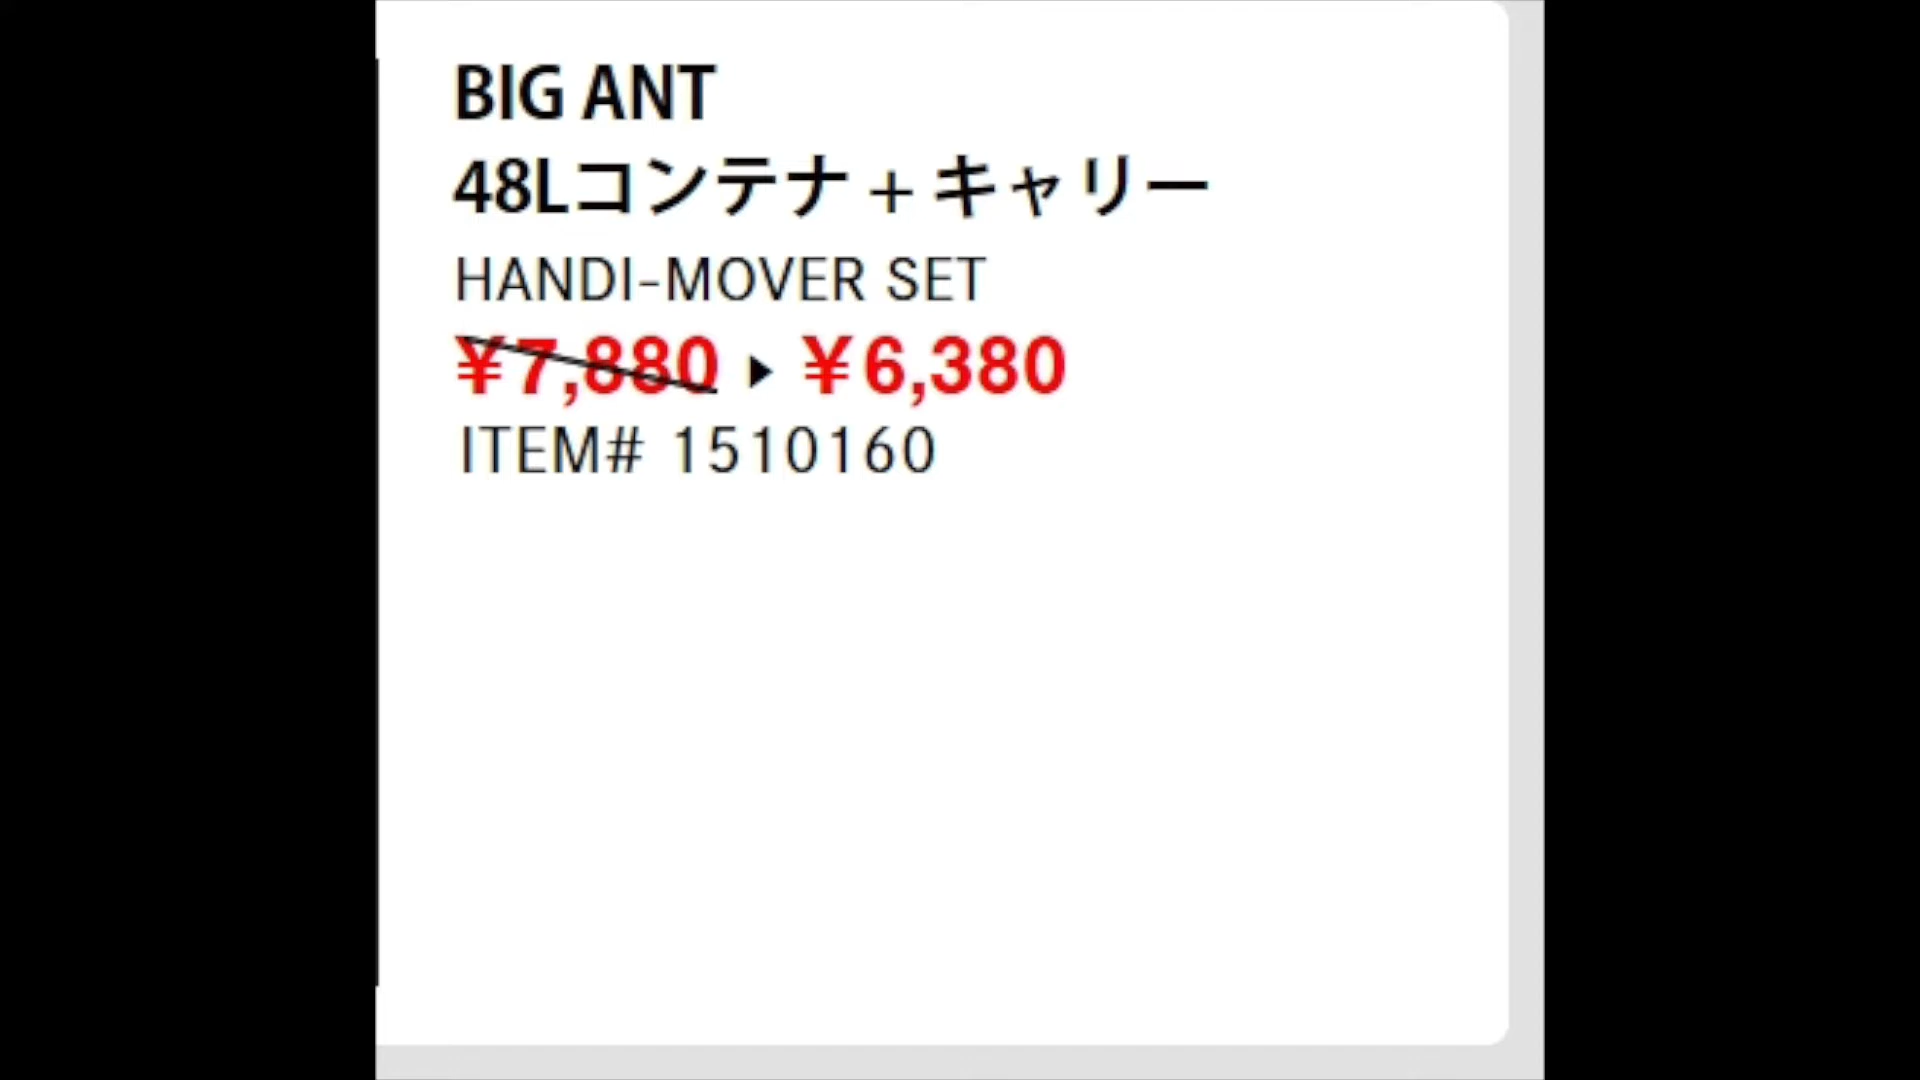 BIG ANT
48Lコンテナ + キャリー
HANDI-MOVER SET
¥7,880 ▶ ¥6,380
ITEM# 1510160